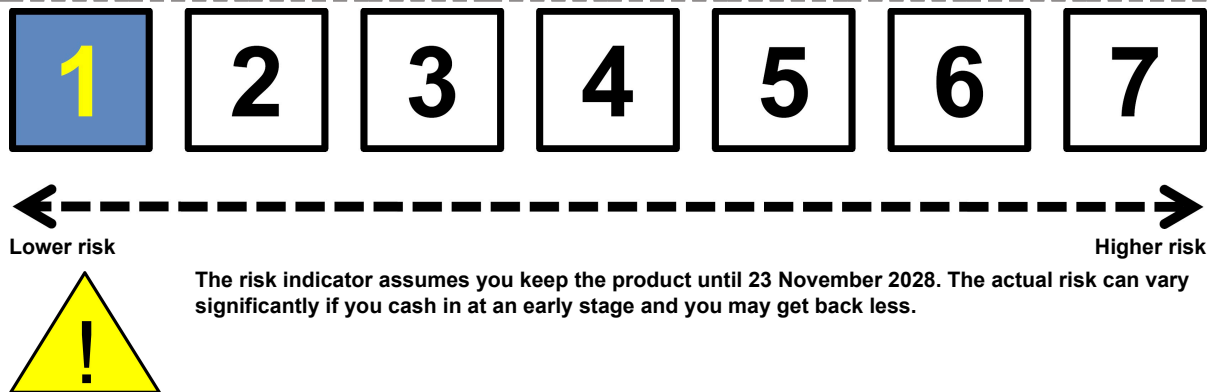 1 2 3 4 5 6 7
Lower risk Higher risk
The risk indicator assumes you keep the product until 23 November 2028. The actual risk can vary
significantly if you cash in at an early stage and you may get back less.
!